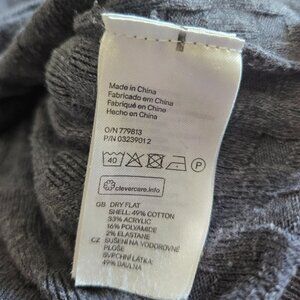 Made in China
Fabricado em China
Fabriqué en Chine
Hecho en China
O/N 779813
P/N 03239012
40 P
clevercare.info
GB DRY FLAT
SHELL: 49% COTTON
33% ACRYLIC
16% POLYAMIDE
2% ELASTANE
CZ SUŠENÍ NA VODOROVNÉ
PLOŠE
SVRCHNÍ LÁTKA:
49% BAVLNA